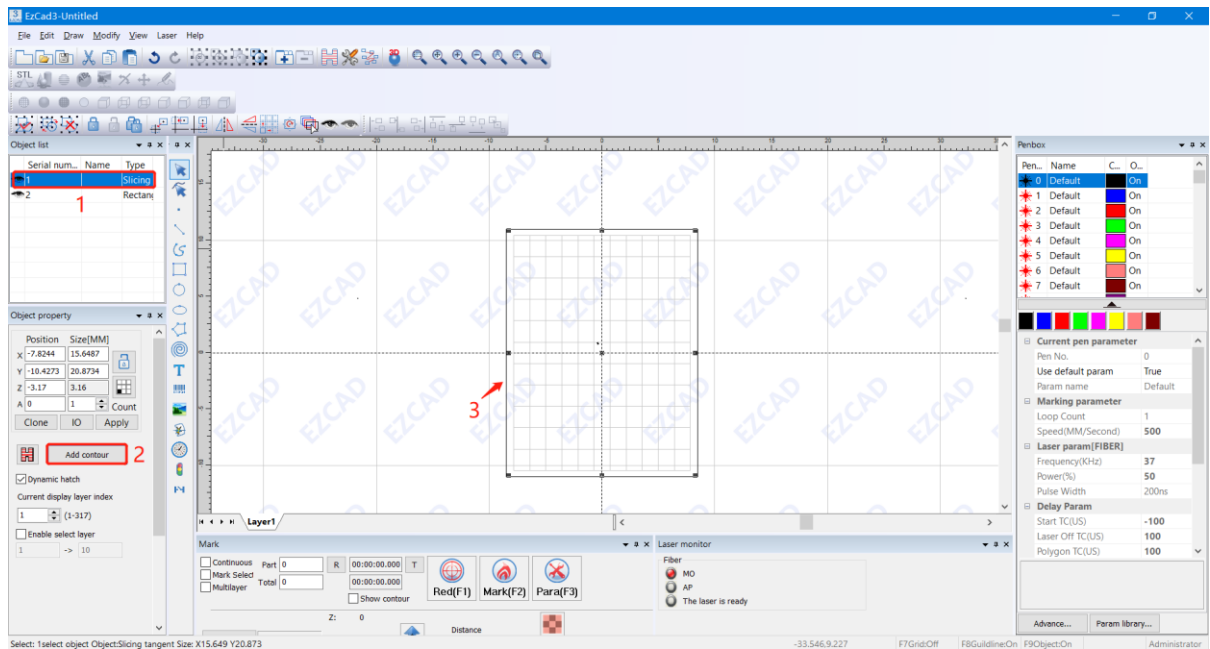 EzCad3-Untitled
File Edit Draw Modify View Laser Help
STL
3D
Object list
Serial num... Name Type
1 Slicing
2 Rectang
1
Object property
Position Size[MM]
X -7.8244 15.6487
Y -10.4273 20.8734
Z -3.17 3.16
A 0 1 Count
Clone IO Apply
Add contour 2
Dynamic hatch
Current display layer index
1 (1-317)
Enable select layer
1 -> 10
T
EZCAD
3
Layer1
Mark
Continuous Part 0 R 00:00:00.000 T
Mark Selected Total 0 00:00:00.000
Multilayer
Show contour
Red(F1) Mark(F2) Para(F3)
Z: 0
Distance
Laser monitor
Fiber
MO
AP
The laser is ready
Penbox
Pen... Name C... O...
0 Default On
1 Default On
2 Default On
3 Default On
4 Default On
5 Default On
6 Default On
7 Default On
Current pen parameter
Pen No. 0
Use default param True
Param name Default
Marking parameter
Loop Count 1
Speed(MM/Second) 500
Laser param[FIBER]
Frequency(KHz) 37
Power(%) 50
Pulse Width 200ns
Delay Param
Start TC(US) -100
Laser Off TC(US) 100
Polygon TC(US) 100
Advance... Param library...
Select: 1select object Object:Slicing tangent Size: X15.649 Y20.873 -33.546,9.227 F7Grid:Off F8Guildline:On F9Object:On Administrator